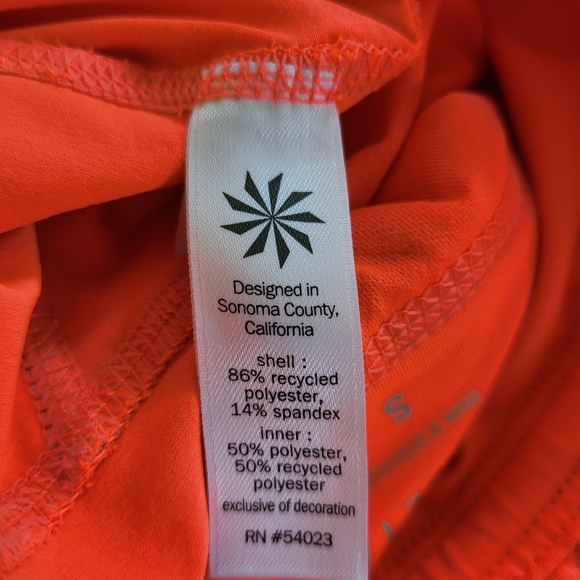 Designed in
Sonoma County,
California
shell :
86% recycled
polyester,
14% spandex
inner :
50% polyester,
50% recycled
polyester
exclusive of decoration
RN #54023
S